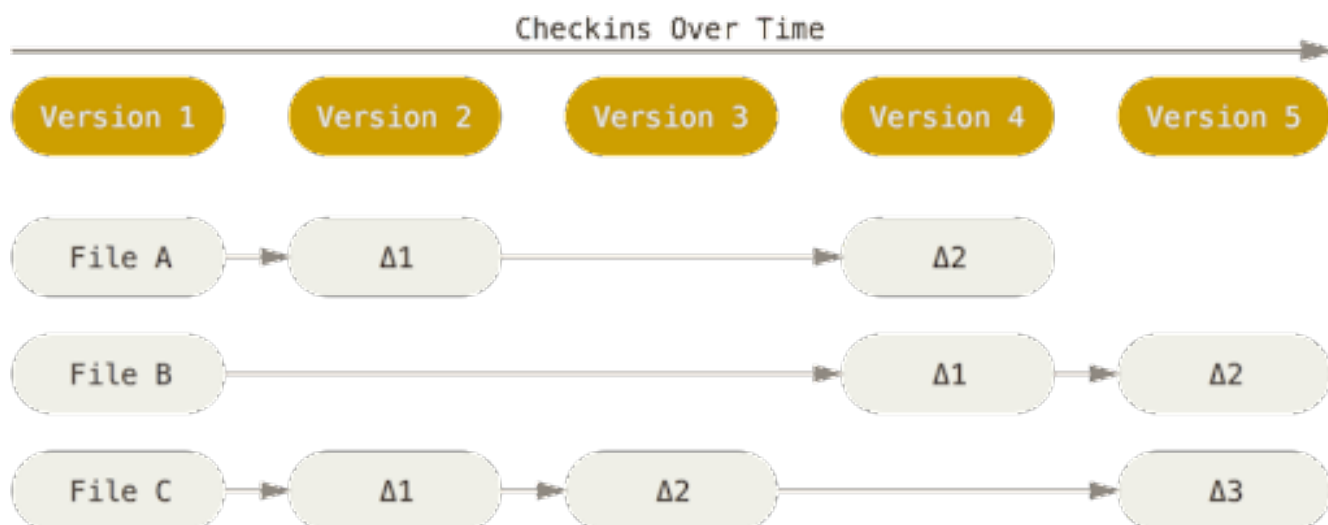 Checkins Over Time
Version 1 Version 2 Version 3 Version 4 Version 5
File A Δ1 Δ2
File B Δ1 Δ2
File C Δ1 Δ2 Δ3